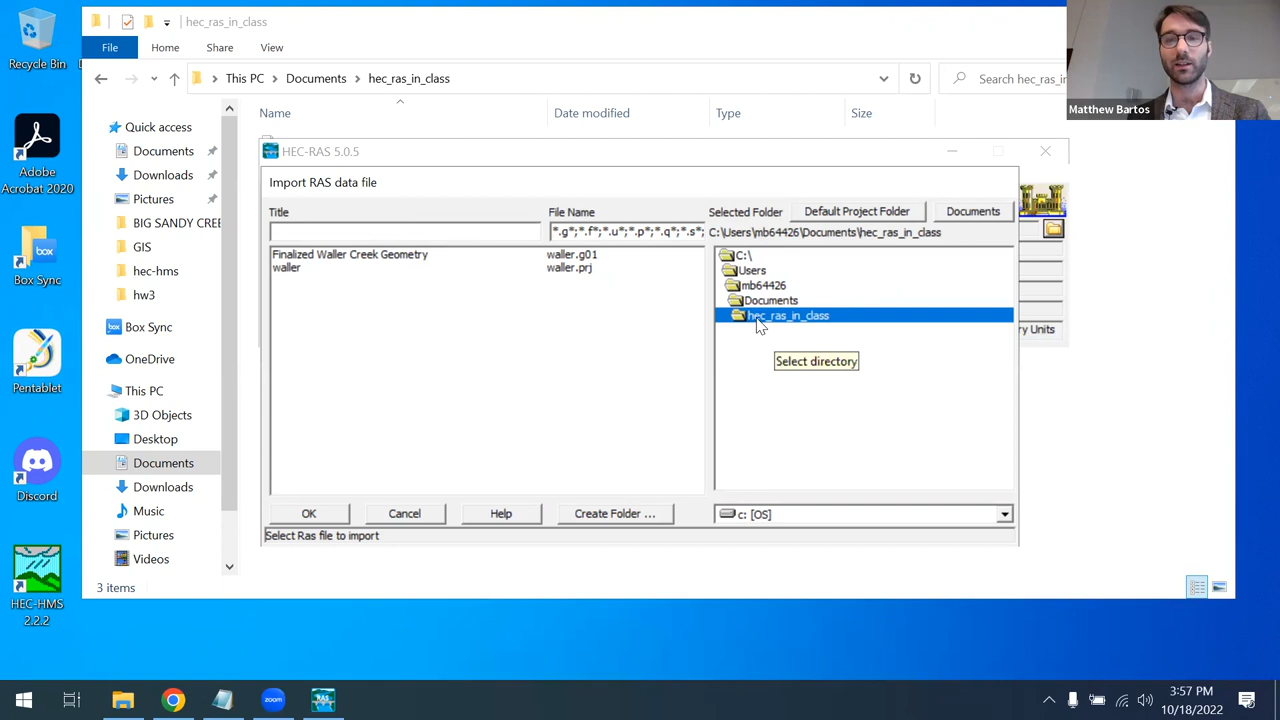 hec_ras_in_class
Recycle Bin
File
Home
Share
View
This PC
Documents
hec_ras_in_class
Search hec_ras_in
Matthew Bartos
Name
Date modified
Type
Size
Quick access
Documents
Downloads
Pictures
BIG SANDY CREE
GIS
hec-hms
hw3
Box Sync
OneDrive
This PC
3D Objects
Desktop
Documents
Downloads
Music
Pictures
Videos
3 items
Adobe
Acrobat 2020
Box Sync
Pentablet
Discord
HEC-HMS
2.2.2
HEC-RAS 5.0.5
Import RAS data file
Title
File Name
Selected Folder
Default Project Folder
Documents
*.g*;*.f*;*.u*;*.p*;*.q*;*.s*;
C:\Users\mb64426\Documents\hec_ras_in_class
Finalized Waller Creek Geometry
waller.g01
waller
waller.prj
C:\
Users
mb64426
Documents
hec_ras_in_class
Select directory
ry Units
OK
Cancel
Help
Create Folder ...
c: [OS]
Select Ras file to import
zoom
RAS
3:57 PM
10/18/2022